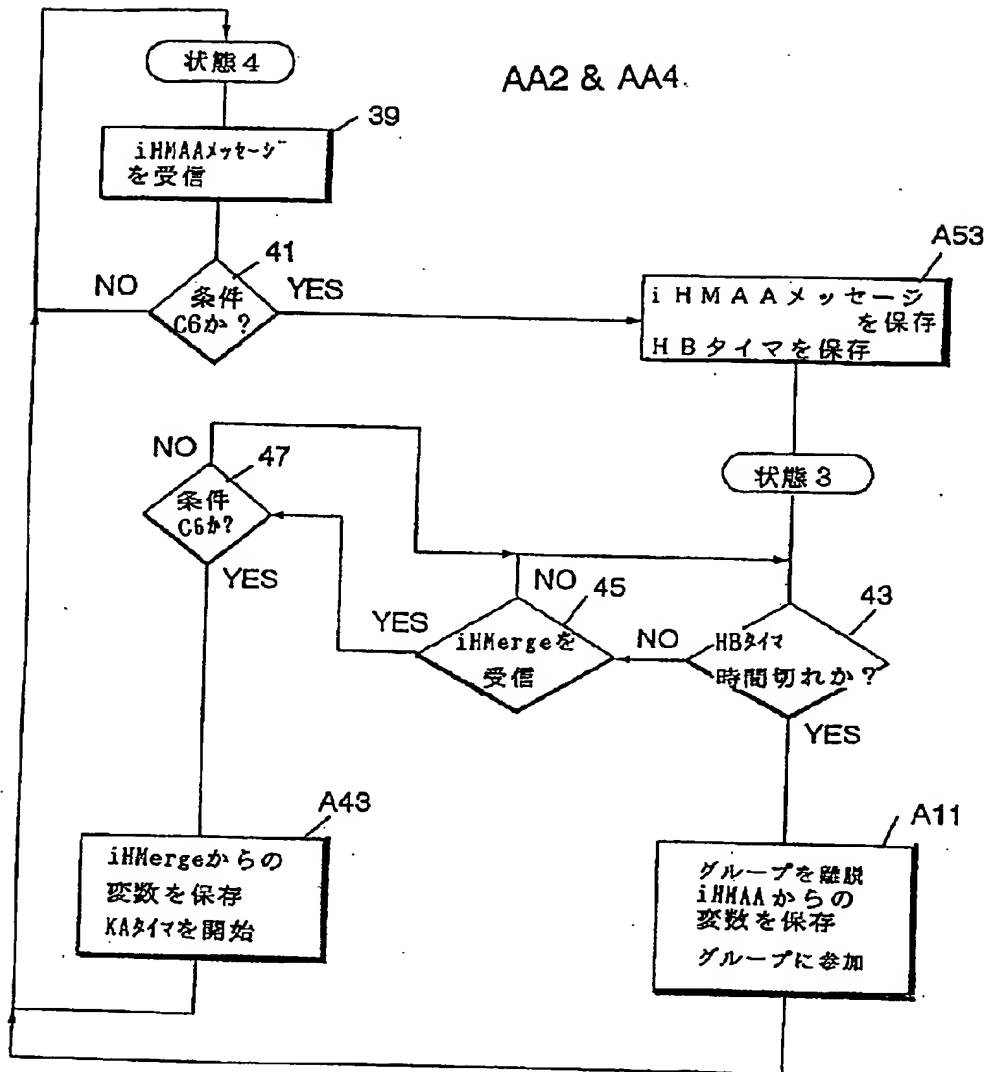 状態4
AA2 & AA4
39
iHMAAメッセージ
を受信
41
NO
YES
条件
C6か?
A53
iHMAAメッセージ
を保存
HBタイマを保存
状態3
NO
47
条件
C6か?
YES
NO
45
YES
iHMergeを
受信
NO
43
HBタイマ
時間切れか?
YES
A43
iHMergeからの
変数を保存
KAタイマを開始
A11
グループを離脱
iHMAAからの
変数を保存
グループに参加